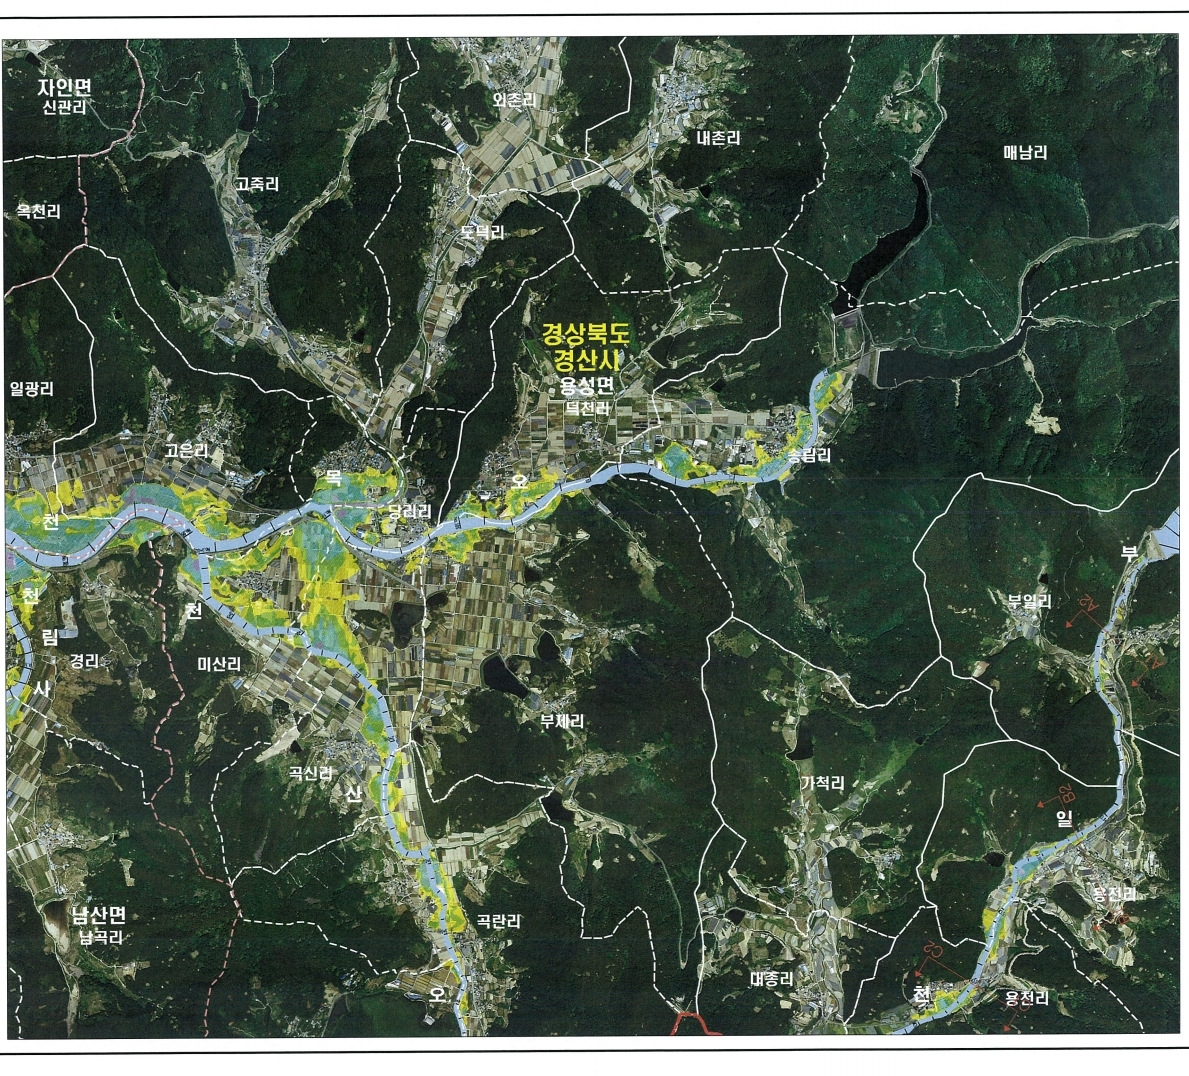 자인면
신관리
외촌리
내촌리
매남리
고죽리
옥천리
도덕리
경상북도
경산시
용성면
덕천리
일광리
고은리
송림리
목
오
천
당리리
부
천
천
부일리
A2
림
경리
미산리
사
부제리
곡신리
가척리
산
B2
일
용전리
남산면
남곡리
곡란리
C2
대종리
오
천
용천리